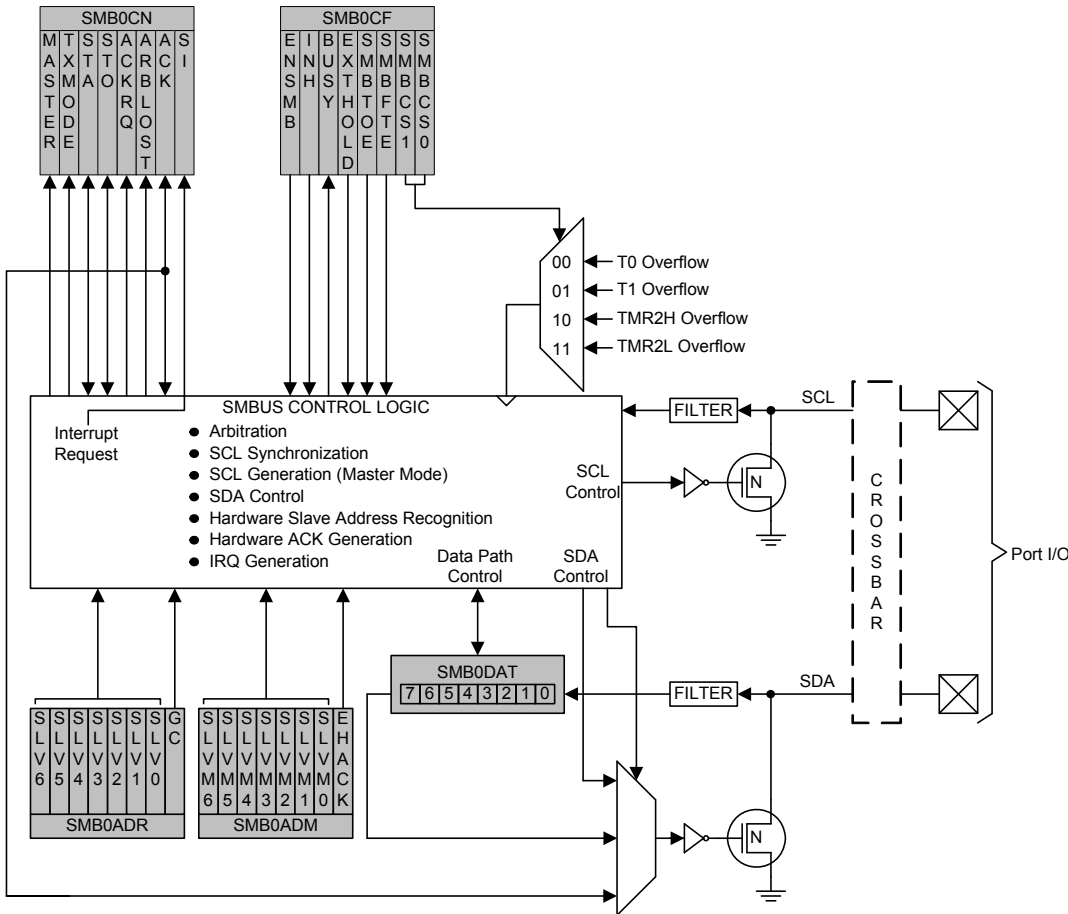 SMB0CN
SMB0CF
MASTER
TXMODE
STA
STO
ACKRQ
ARBLOST
ACK
SI
ENSMB
INH
BUSY
EXTHOLD
SMBTOE
SMBFTE
SMBCS1
SMBCS0
00
T0 Overflow
01
T1 Overflow
10
TMR2H Overflow
11
TMR2L Overflow
SMBUS CONTROL LOGIC
Interrupt
Request
● Arbitration
● SCL Synchronization
● SCL Generation (Master Mode)
● SDA Control
● Hardware Slave Address Recognition
● Hardware ACK Generation
● IRQ Generation
Data Path
Control
SDA
Control
SCL
Control
FILTER
SCL
N
CROSSBAR
Port I/O
SMB0DAT
7 6 5 4 3 2 1 0
FILTER
SDA
N
SLV6
SLV5
SLV4
SLV3
SLV2
SLV1
SLV0
GC
SMB0ADR
SLVM6
SLVM5
SLVM4
SLVM3
SLVM2
SLVM1
SLVM0
EHACK
SMB0ADM